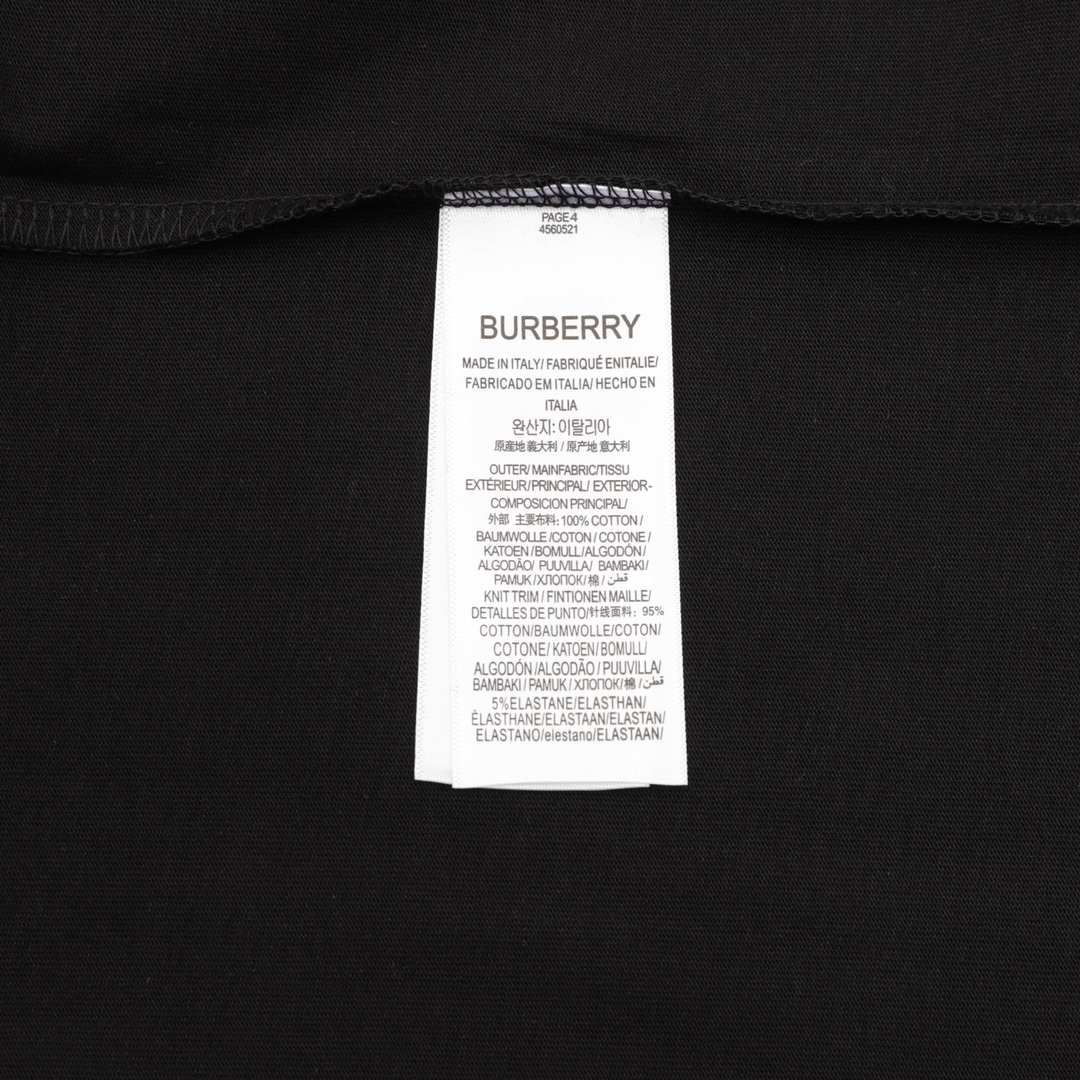 PAGE4
4560521
BURBERRY
MADE IN ITALY/ FABRIQUÉ ENITALIE/
FABRICADO EM ITALIA/ HECHO EN
ITALIA
완산지: 이탈리아
原産地義大利 / 原产地 意大利
OUTER/ MAINFABRIC/TISSU
EXTÉRIEUR/PRINCIPAL/ EXTERIOR-
COMPOSICION PRINCIPAL/
外部 主要布料: 100% COTTON /
BAUMWOLLE /COTON / COTONE /
KATOEN /BOMULL/ALGODÓN/
ALGODÃO/ PUUVILLA/ BAMBAKI/
PAMUK /ХЛОПОК/ 棉 / قطن
KNIT TRIM / FINTIONEN MAILLE/
DETALLES DE PUNTO/针线面料: 95%
COTTON/BAUMWOLLE/COTON/
COTONE/ KATOEN/BOMULL/
ALGODÓN /ALGODÃO / PUUVILLA/
BAMBAKI / PAMUK / ХЛОПОК/ 棉 /قطن
5%ELASTANE/ELASTHAN/
ÉLASTHANE/ELASTAAN/ELASTAN/
ELASTANO/elestano/ELASTAAN/